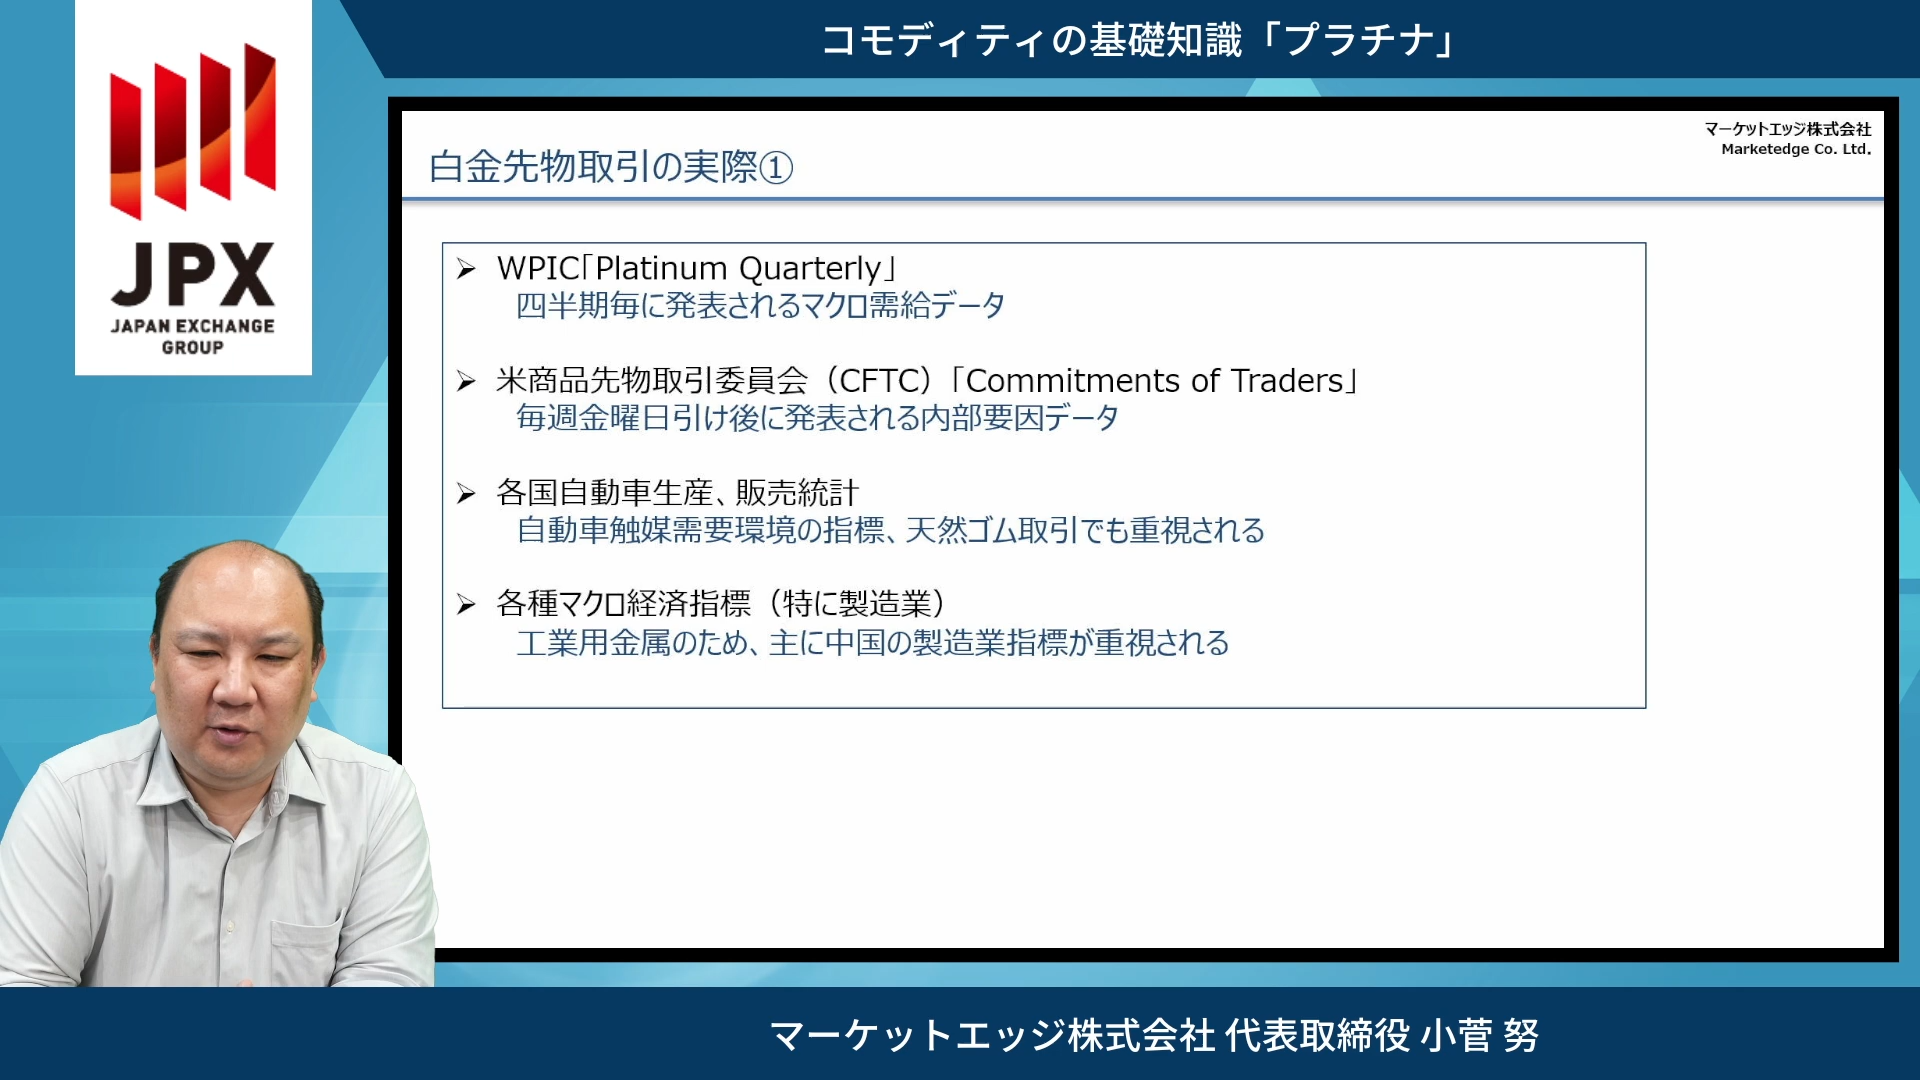 コモディティの基礎知識「プラチナ」
JPX
JAPAN EXCHANGE
GROUP
マーケットエッジ株式会社
Marketedge Co. Ltd.
白金先物取引の実際①
➢ WPIC「Platinum Quarterly」
四半期毎に発表されるマクロ需給データ
➢ 米商品先物取引委員会（CFTC）「Commitments of Traders」
毎週金曜日引け後に発表される内部要因データ
➢ 各国自動車生産、販売統計
自動車触媒需要環境の指標、天然ゴム取引でも重視される
➢ 各種マクロ経済指標（特に製造業）
工業用金属のため、主に中国の製造業指標が重視される
マーケットエッジ株式会社 代表取締役 小菅 努